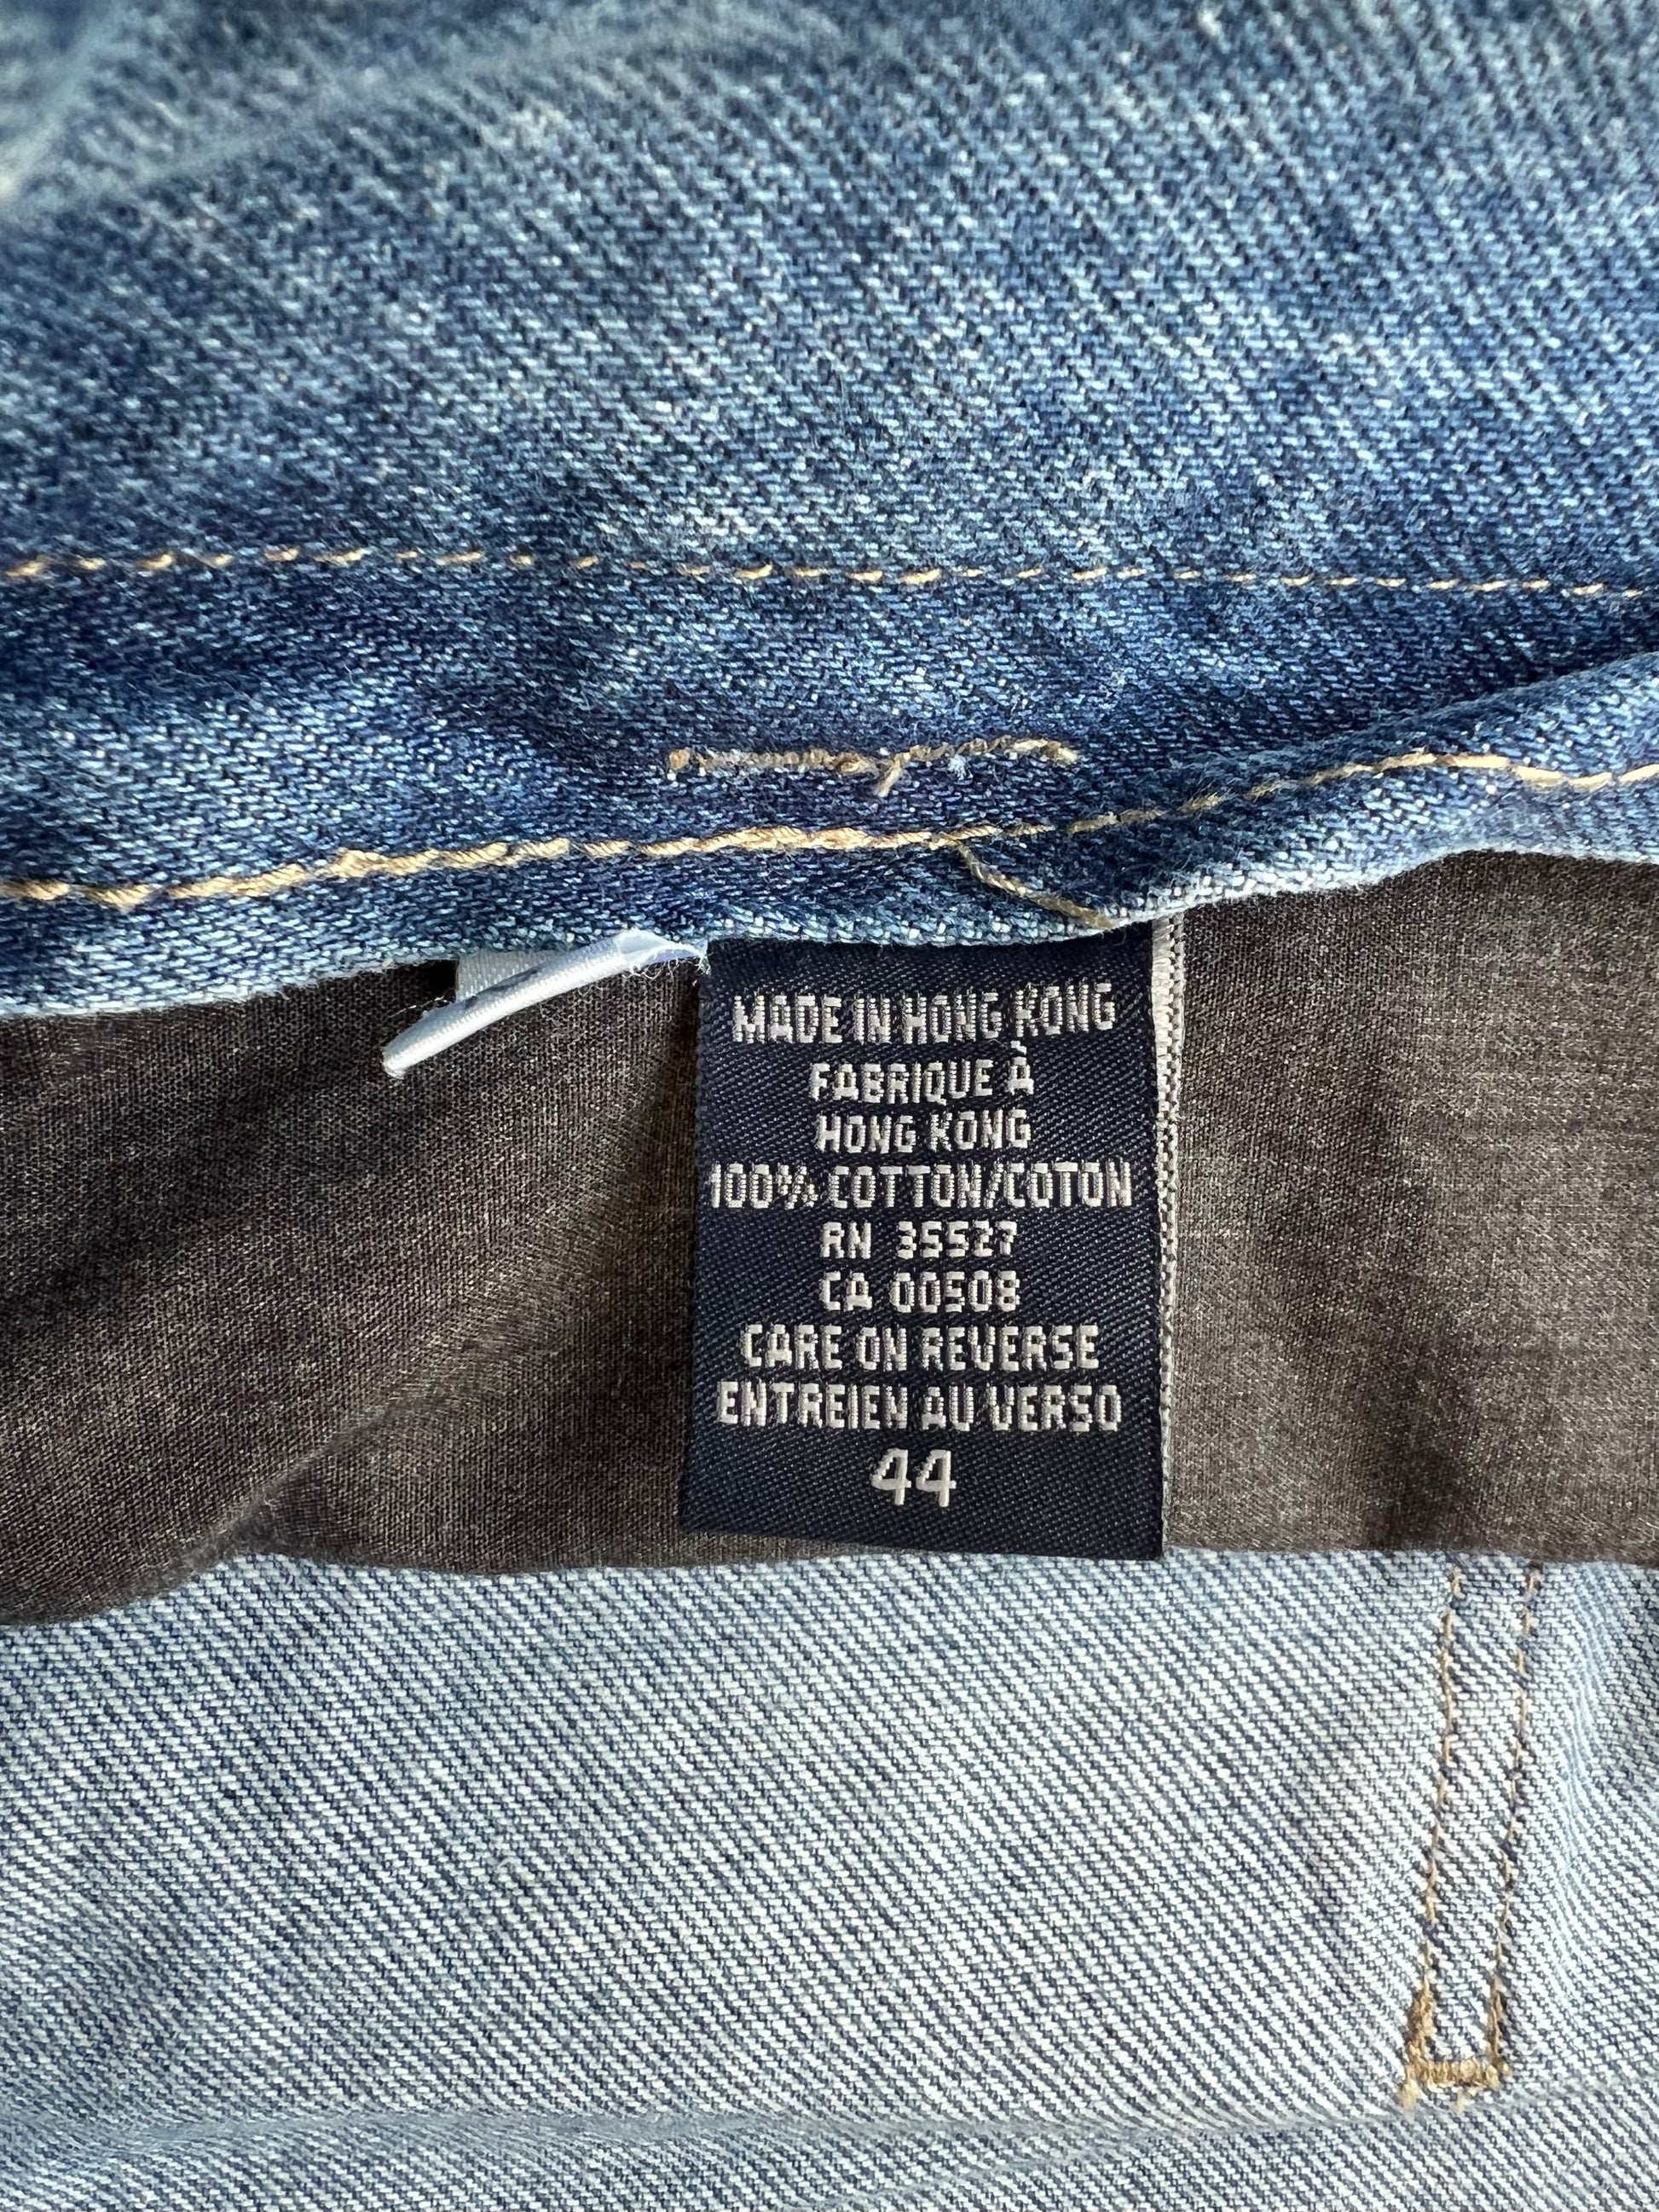 MADE IN HONG KONG
FABRIQUE À
HONG KONG
100% COTTON/COTON
RN 35527
CA 00508
CARE ON REVERSE
ENTREIEN AU VERSO
44